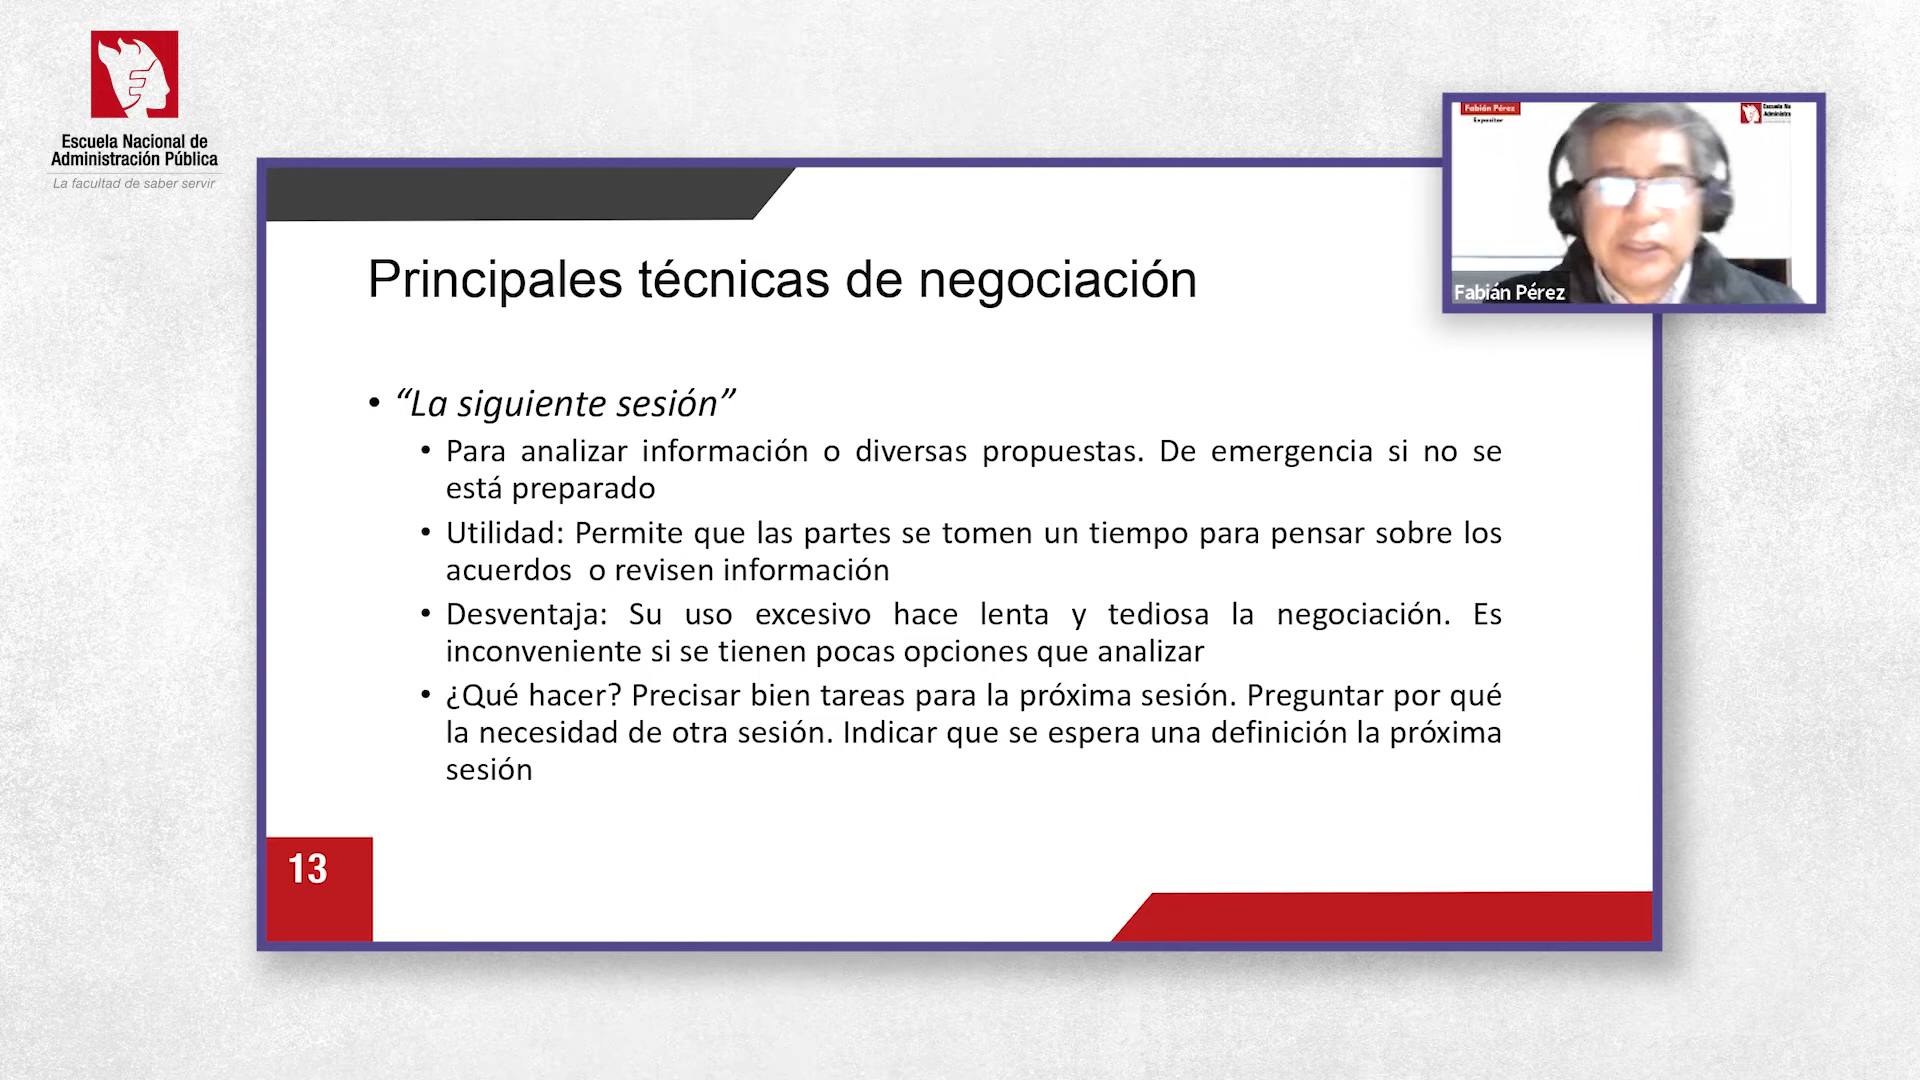 Escuela Nacional de
Administración Pública
La facultad de saber servir
Fabián Pérez
Expositor
Fabián Pérez
Principales técnicas de negociación
• “La siguiente sesión”
• Para analizar información o diversas propuestas. De emergencia si no se
está preparado
• Utilidad: Permite que las partes se tomen un tiempo para pensar sobre los
acuerdos o revisen información
• Desventaja: Su uso excesivo hace lenta y tediosa la negociación. Es
inconveniente si se tienen pocas opciones que analizar
• ¿Qué hacer? Precisar bien tareas para la próxima sesión. Preguntar por qué
la necesidad de otra sesión. Indicar que se espera una definición la próxima
sesión
13